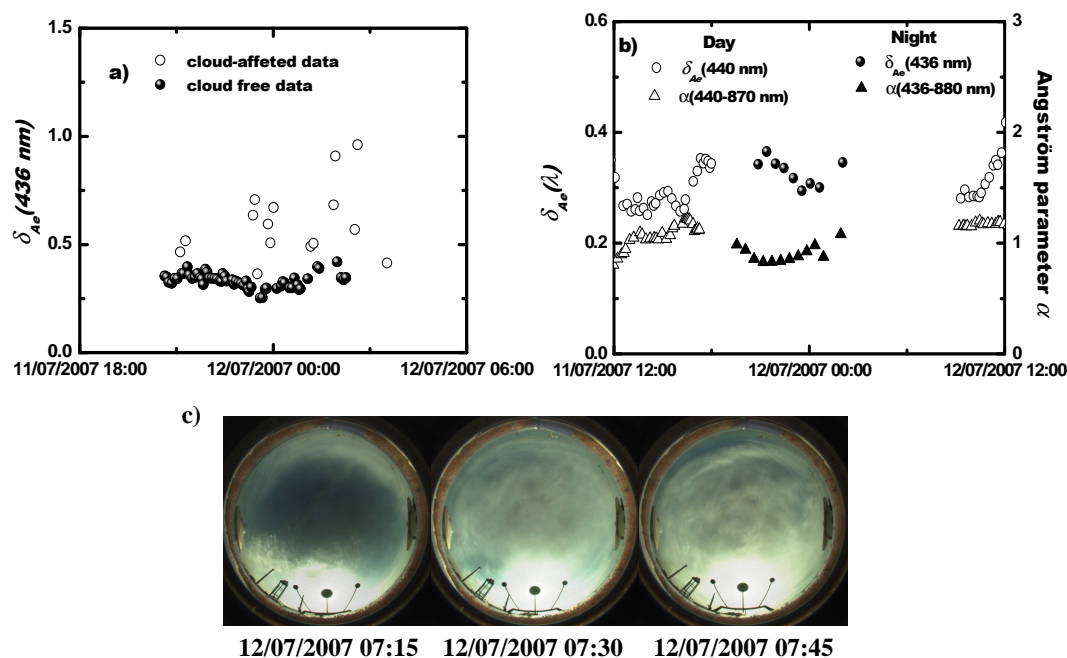 a)
cloud-affeted data
cloud free data
δAe(436 nm)
1.5
1.0
0.5
0.0
11/07/2007 18:00
12/07/2007 00:00
12/07/2007 06:00
b)
Day
Night
δAe(440 nm)
δAe(436 nm)
α(440-870 nm)
α(436-880 nm)
δAe(λ)
0.6
0.4
0.2
0.0
3
2
1
0
Angström parameter α
11/07/2007 12:00
12/07/2007 00:00
12/07/2007 12:00
c)
12/07/2007 07:15
12/07/2007 07:30
12/07/2007 07:45